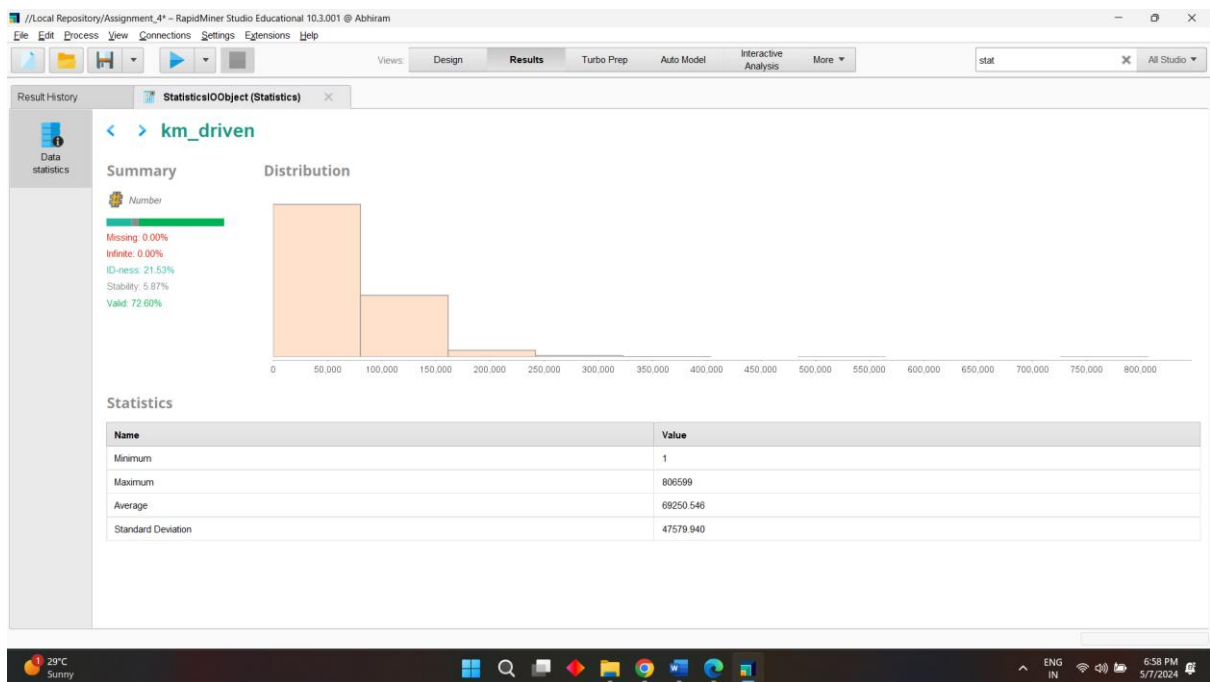 //Local Repository/Assignment_4* – RapidMiner Studio Educational 10.3.001 @ Abhiram
File Edit Process View Connections Settings Extensions Help
Views: Design Results Turbo Prep Auto Model Interactive Analysis More stat All Studio
Result History StatisticsIOObject (Statistics)
Data statistics
km_driven
Summary Distribution
Number
Missing: 0.00%
Infinite: 0.00%
ID-ness: 21.53%
Stability: 5.87%
Valid: 72.60%
0 50,000 100,000 150,000 200,000 250,000 300,000 350,000 400,000 450,000 500,000 550,000 600,000 650,000 700,000 750,000 800,000
Statistics
Name Value
Minimum 1
Maximum 806599
Average 69250.546
Standard Deviation 47579.940
1 29°C
Sunny
ENG
IN
6:58 PM
5/7/2024